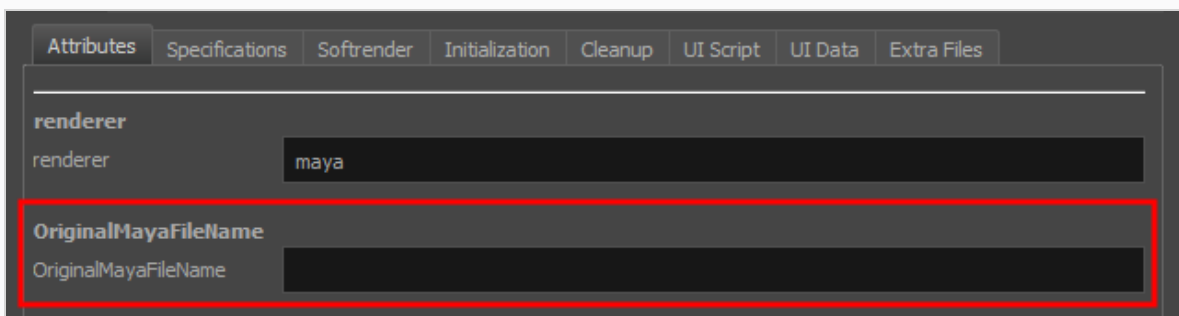 Attributes Specifications Softrender Initialization Cleanup UI Script UI Data Extra Files
renderer
renderer maya
OriginalMayaFileName
OriginalMayaFileName